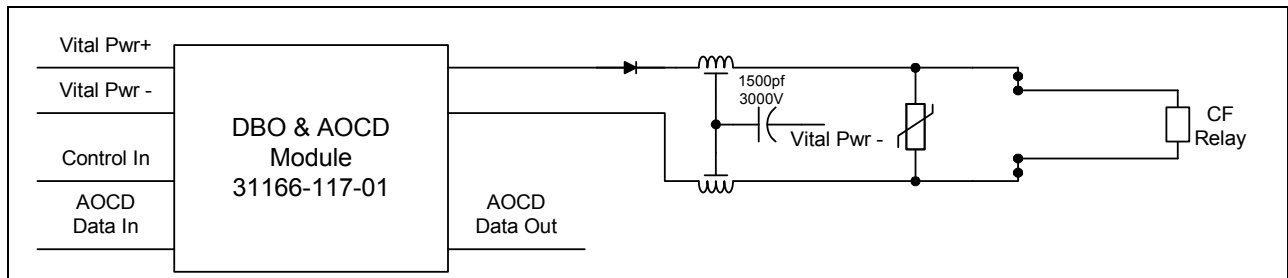 Vital Pwr+
Vital Pwr -
Control In
AOCD
Data In
DBO & AOCD
Module
31166-117-01
AOCD
Data Out
1500pf
3000V
Vital Pwr -
CF
Relay